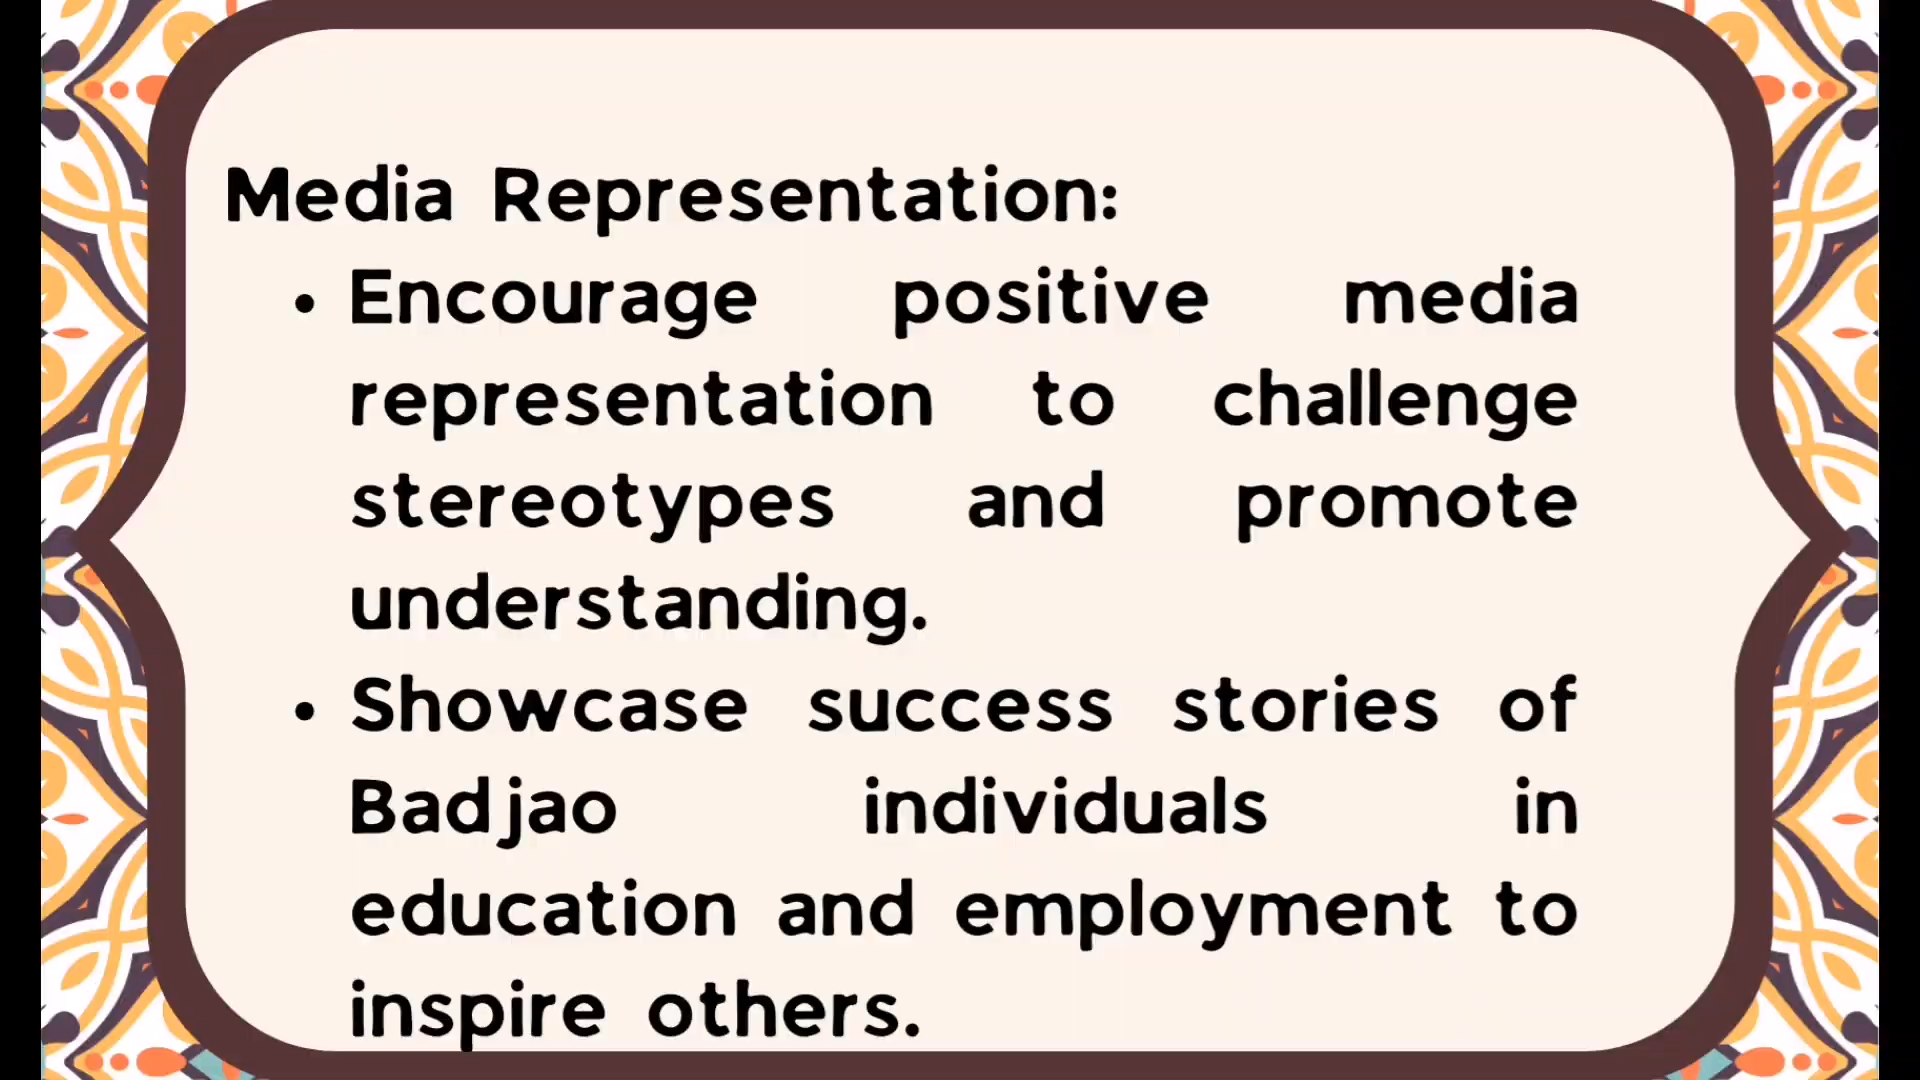 Media Representation:
• Encourage positive media
representation to challenge
stereotypes and promote
understanding.
• Showcase success stories of
Badjao individuals in
education and employment to
inspire others.